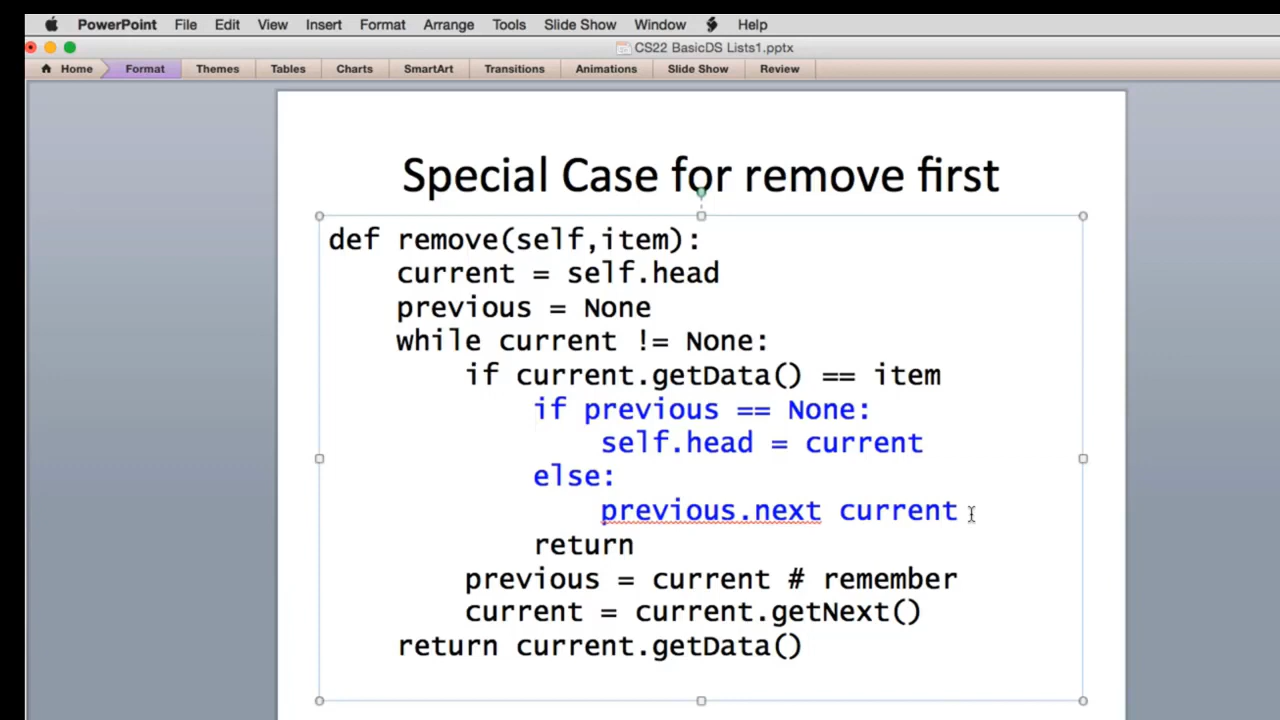 PowerPoint File Edit View Insert Format Arrange Tools Slide Show Window Help
CS22 BasicDS Lists1.pptx
Home Format Themes Tables Charts SmartArt Transitions Animations Slide Show Review
Special Case for remove first
def remove(self,item):
    current = self.head
    previous = None
    while current != None:
        if current.getData() == item
            if previous == None:
                self.head = current
            else:
                previous.next current
            return
        previous = current # remember
        current = current.getNext()
    return current.getData()